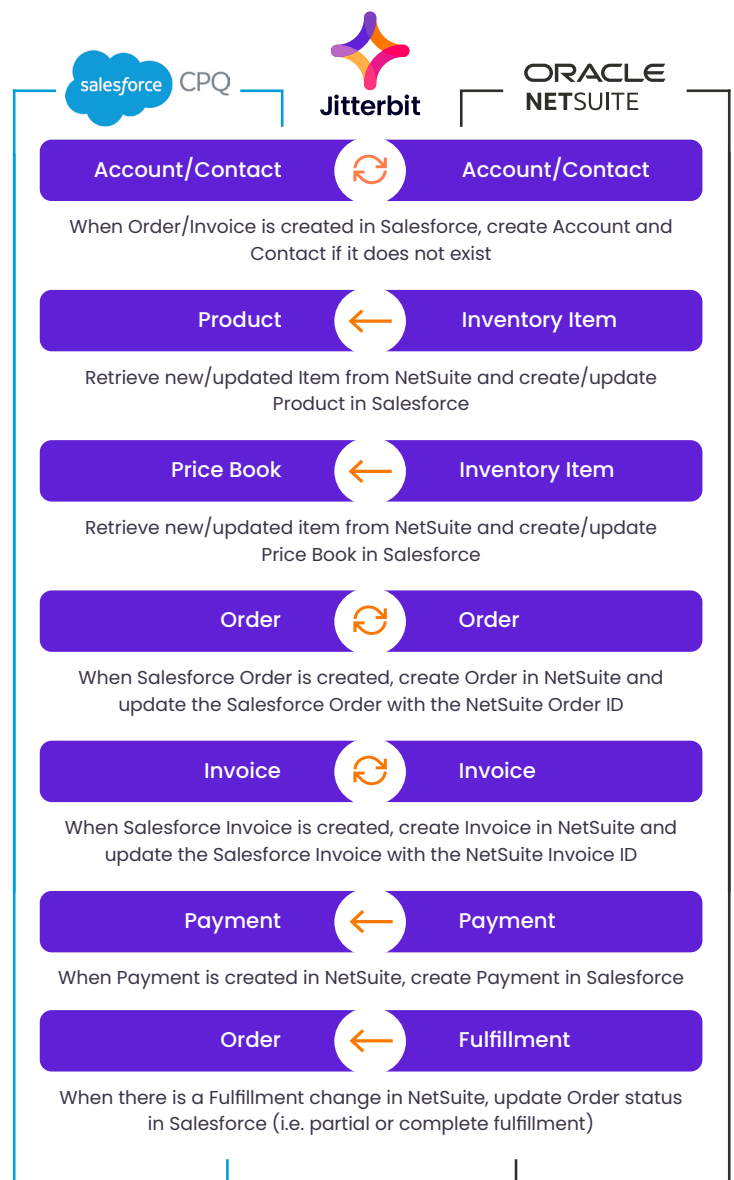 salesforce CPQ
Jitterbit
ORACLE
NETSUITE
Account/Contact Account/Contact
When Order/Invoice is created in Salesforce, create Account and
Contact if it does not exist
Product Inventory Item
Retrieve new/updated Item from NetSuite and create/update
Product in Salesforce
Price Book Inventory Item
Retrieve new/updated item from NetSuite and create/update
Price Book in Salesforce
Order Order
When Salesforce Order is created, create Order in NetSuite and
update the Salesforce Order with the NetSuite Order ID
Invoice Invoice
When Salesforce Invoice is created, create Invoice in NetSuite and
update the Salesforce Invoice with the NetSuite Invoice ID
Payment Payment
When Payment is created in NetSuite, create Payment in Salesforce
Order Fulfillment
When there is a Fulfillment change in NetSuite, update Order status
in Salesforce (i.e. partial or complete fulfillment)